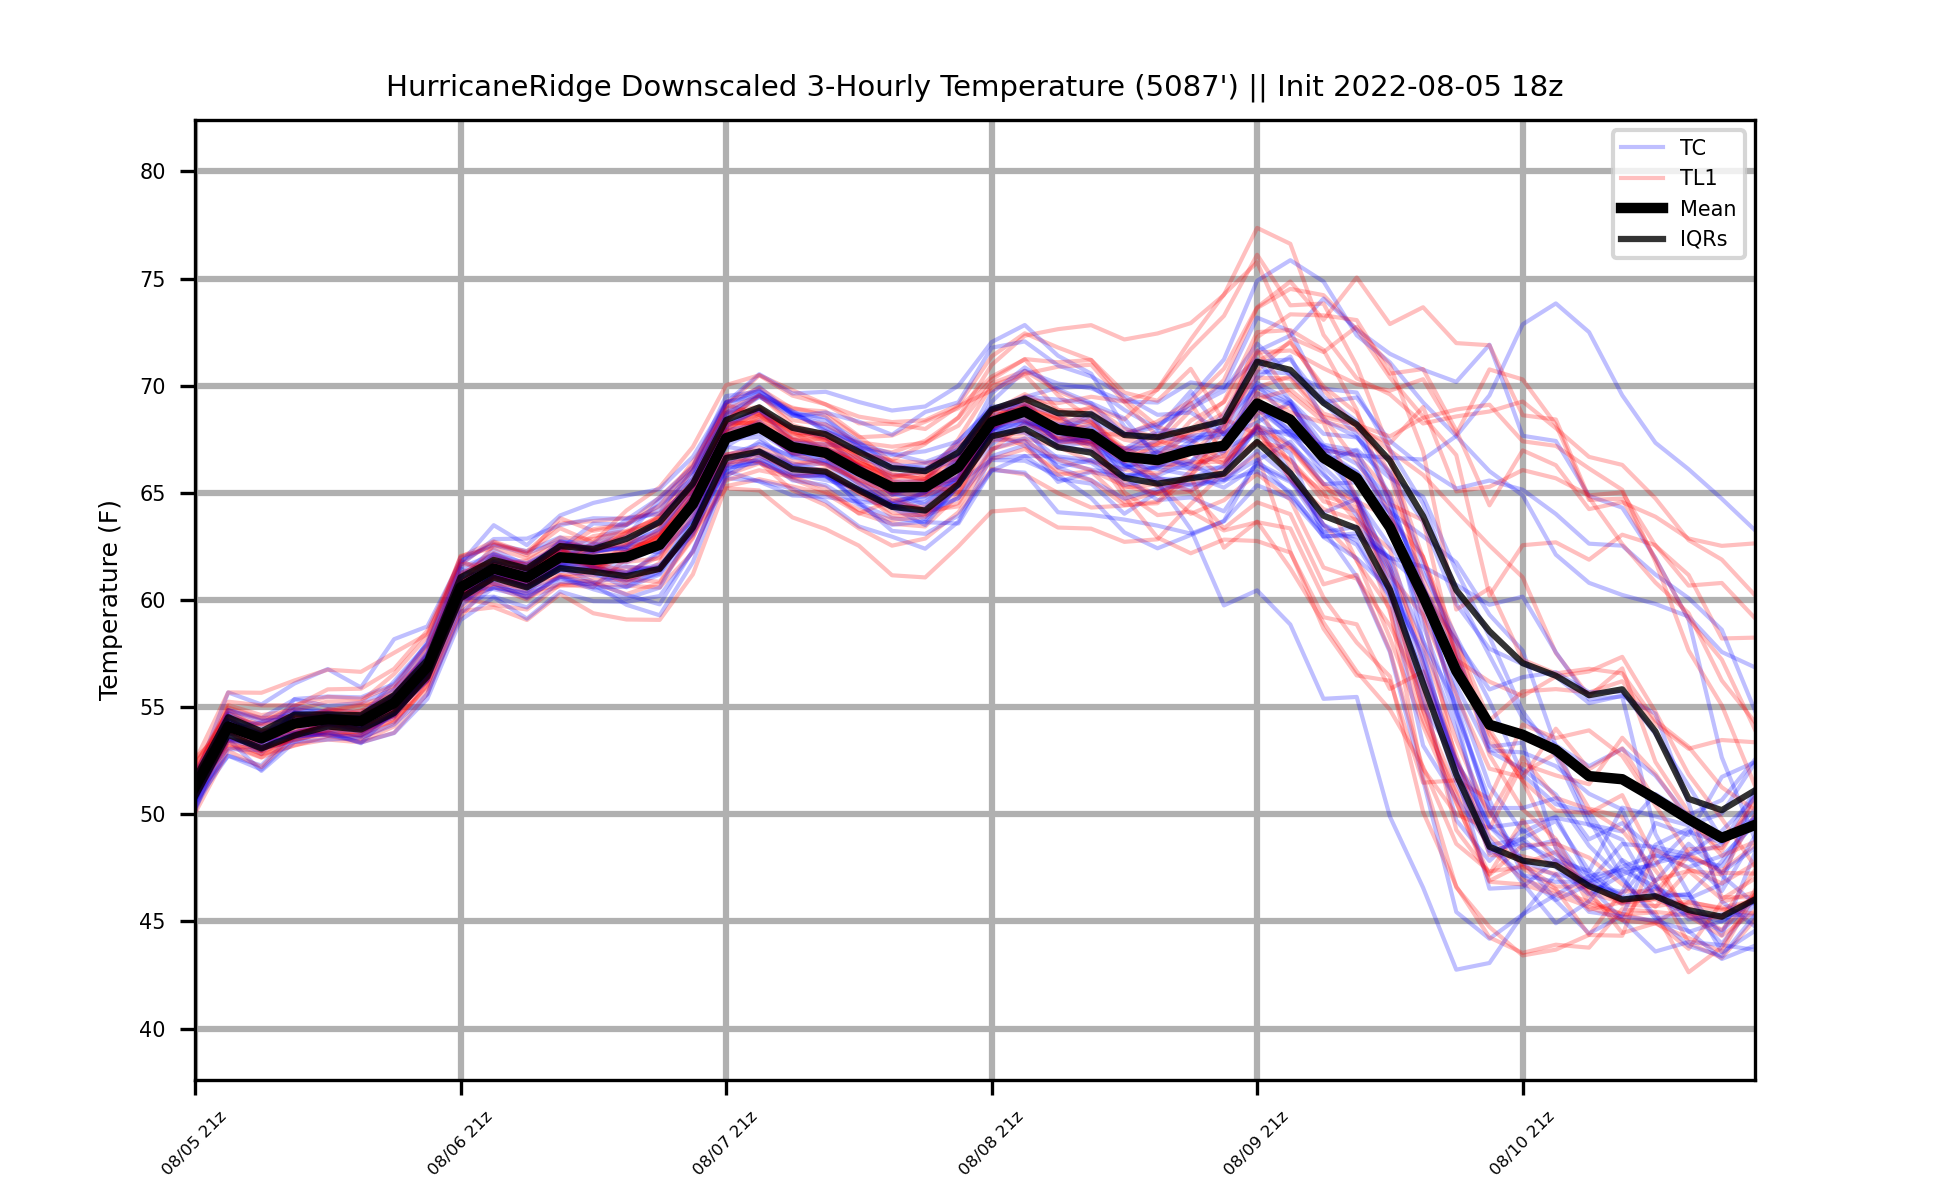 HurricaneRidge Downscaled 3-Hourly Temperature (5087') || Init 2022-08-05 18z
TC
TL1
Mean
IQRs
Temperature (F)
80
75
70
65
60
55
50
45
40
08/05 21z
08/06 21z
08/07 21z
08/08 21z
08/09 21z
08/10 21z